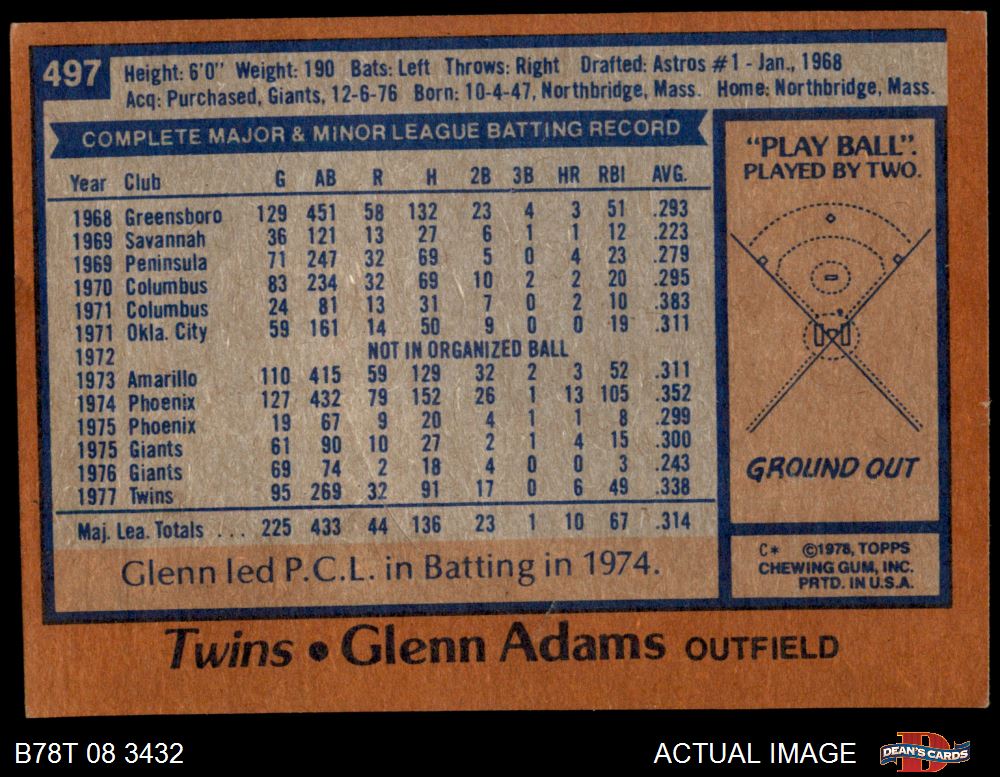 497
Height: 6'0" Weight: 190 Bats: Left Throws: Right Drafted: Astros #1 - Jan., 1968
Acq: Purchased, Giants, 12-6-76 Born: 10-4-47, Northbridge, Mass. Home: Northbridge, Mass.
COMPLETE MAJOR & MINOR LEAGUE BATTING RECORD
Year Club G AB R H 2B 3B HR RBI AVG.
1968 Greensboro 129 451 58 132 23 4 3 51 .293
1969 Savannah 36 121 13 27 6 1 1 12 .223
1969 Peninsula 71 247 32 69 5 0 4 23 .279
1970 Columbus 83 234 32 69 10 2 2 20 .295
1971 Columbus 24 81 13 31 7 0 2 10 .383
1971 Okla. City 59 161 14 50 9 0 0 19 .311
1972 NOT IN ORGANIZED BALL
1973 Amarillo 110 415 59 129 32 2 3 52 .311
1974 Phoenix 127 432 79 152 26 1 13 105 .352
1975 Phoenix 19 67 9 20 4 1 1 8 .299
1975 Giants 61 90 10 27 2 1 4 15 .300
1976 Giants 69 74 2 18 4 0 0 3 .243
1977 Twins 95 269 32 91 17 0 6 49 .338
Maj. Lea. Totals . . . 225 433 44 136 23 1 10 67 .314
Glenn led P.C.L. in Batting in 1974.
"PLAY BALL".
PLAYED BY TWO.
GROUND OUT
C* ©1978, TOPPS
CHEWING GUM, INC.
PRTD. IN U.S.A.
Twins • Glenn Adams OUTFIELD
B78T 08 3432
ACTUAL IMAGE
D
DEAN'S CARDS